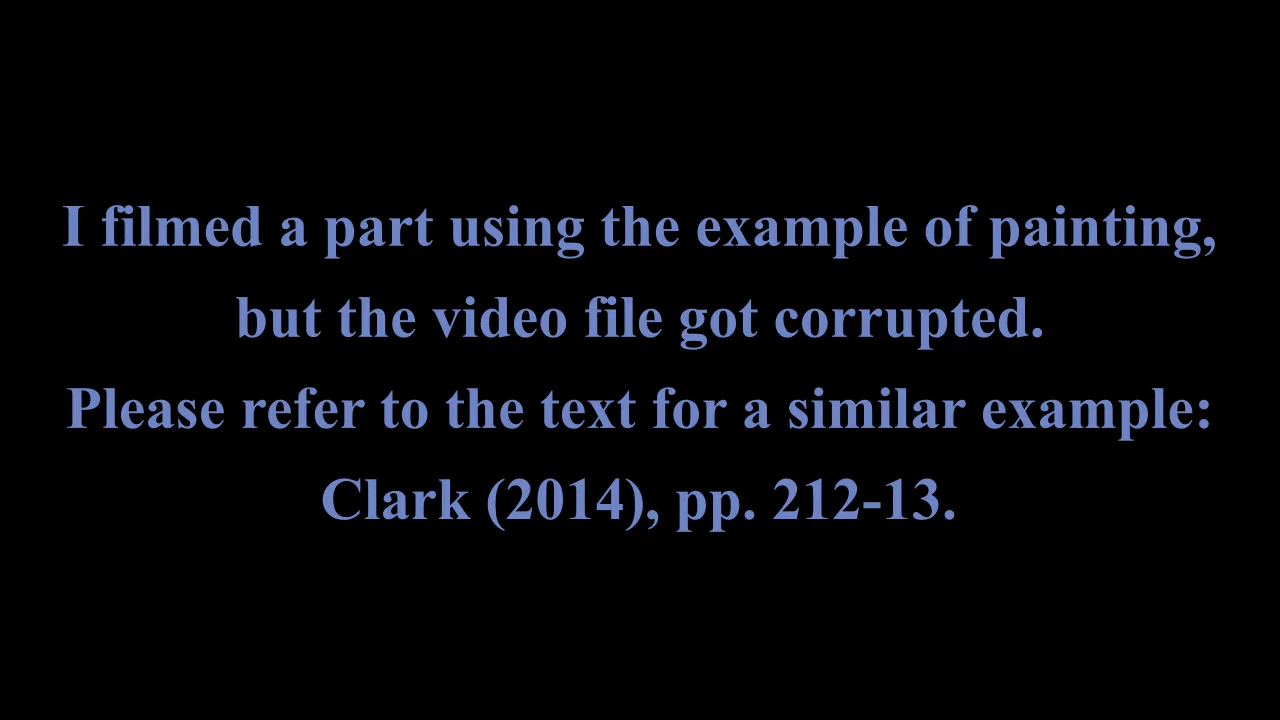 I filmed a part using the example of painting,
but the video file got corrupted.
Please refer to the text for a similar example:
Clark (2014), pp. 212-13.